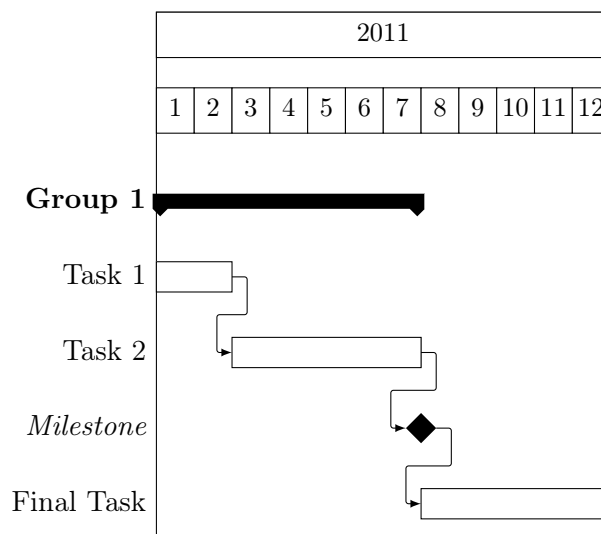 2011
1 2 3 4 5 6 7 8 9 10 11 12
Group 1
Task 1
Task 2
Milestone
Final Task